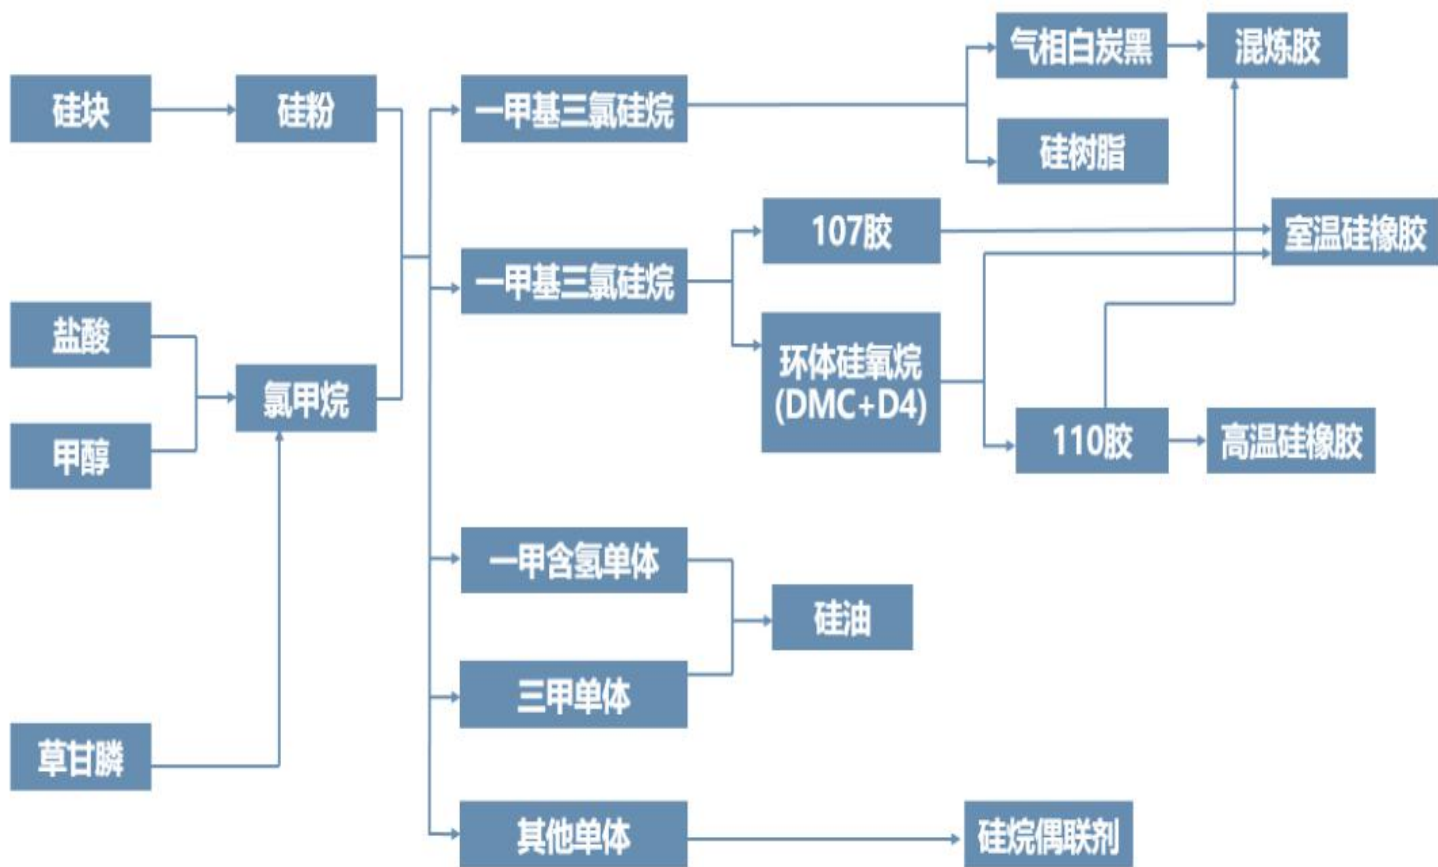 硅块
硅粉
盐酸
甲醇
氯甲烷
草甘膦
一甲基三氯硅烷
气相白炭黑
混炼胶
硅树脂
一甲基三氯硅烷
107胶
室温硅橡胶
环体硅氧烷
(DMC+D4)
110胶
高温硅橡胶
一甲含氢单体
硅油
三甲单体
其他单体
硅烷偶联剂